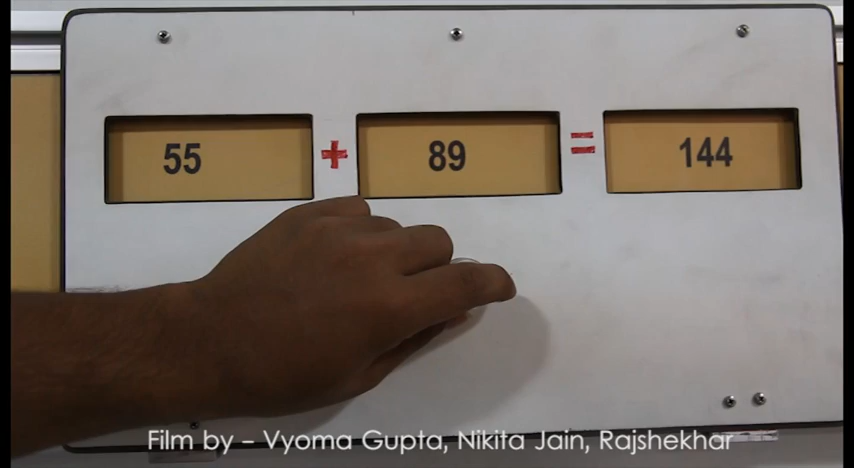 55 + 89 = 144
Film by – Vyoma Gupta, Nikita Jain, Rajshekhar